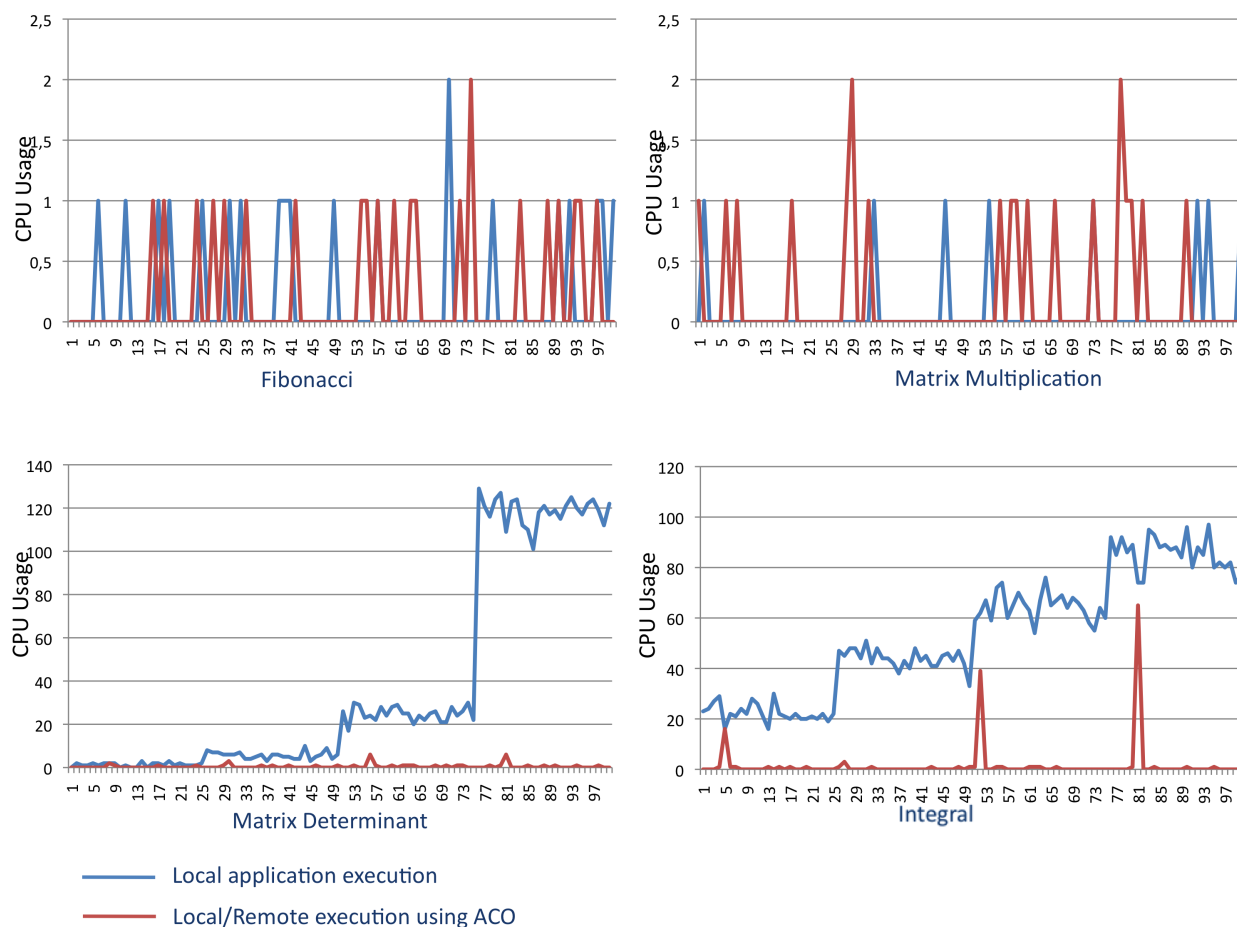 2,5
2
1,5
1
0,5
0
CPU Usage
1 5 9 13 17 21 25 29 33 37 41 45 49 53 57 61 65 69 73 77 81 85 89 93 97
Fibonacci
2,5
2
1,5
1
0,5
0
CPU Usage
1 5 9 13 17 21 25 29 33 37 41 45 49 53 57 61 65 69 73 77 81 85 89 93 97
Matrix Multiplication
140
120
100
80
60
40
20
0
CPU Usage
1 5 9 13 17 21 25 29 33 37 41 45 49 53 57 61 65 69 73 77 81 85 89 93 97
Matrix Determinant
120
100
80
60
40
20
0
CPU Usage
1 5 9 13 17 21 25 29 33 37 41 45 49 53 57 61 65 69 73 77 81 85 89 93 97
Integral
Local application execution
Local/Remote execution using ACO